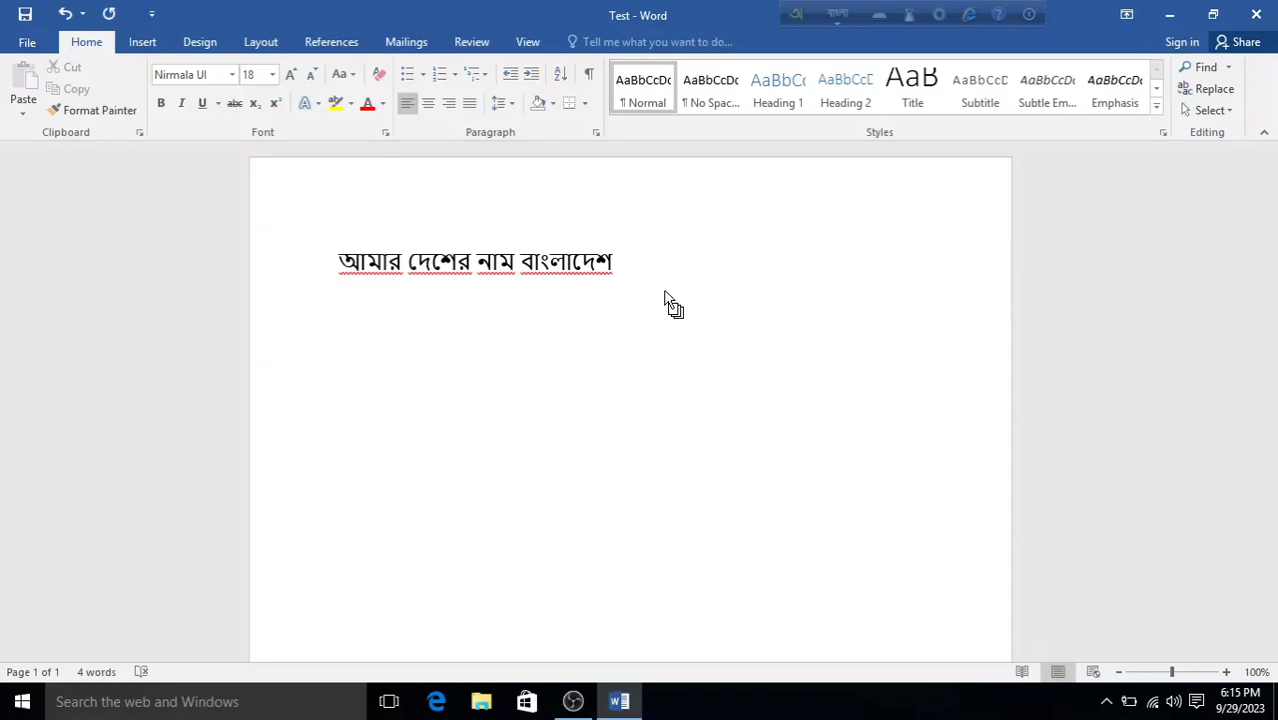 Test - Word
বাংলা
File
Home
Insert
Design
Layout
References
Mailings
Review
View
Tell me what you want to do...
Sign in
Share
Paste
Cut
Copy
Format Painter
Clipboard
Nirmala UI
18
Aa
Font
Paragraph
AaBbCcDc
¶ Normal
AaBbCcDc
¶ No Spac...
AaBbCc
Heading 1
AaBbCcD
Heading 2
AaB
Title
AaBbCcD
Subtitle
AaBbCcDc
Subtle Em...
AaBbCcDc
Emphasis
Styles
Find
Replace
Select
Editing
আমার দেশের নাম বাংলাদেশ
Page 1 of 1
4 words
100%
Search the web and Windows
6:15 PM
9/29/2023